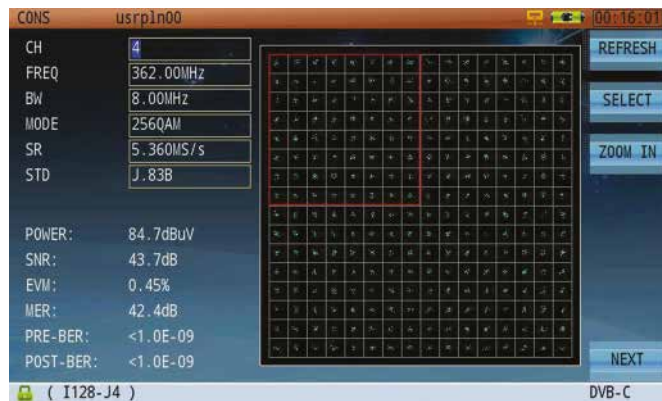 CONS usrpln00 00:16:01
CH 4
FREQ 362.00MHz
BW 8.00MHz
MODE 256QAM
SR 5.360MS/s
STD J.83B
POWER: 84.7dBuV
SNR: 43.7dB
EVM: 0.45%
MER: 42.4dB
PRE-BER: <1.0E-09
POST-BER: <1.0E-09
REFRESH
SELECT
ZOOM IN
NEXT
( I128-J4 ) DVB-C